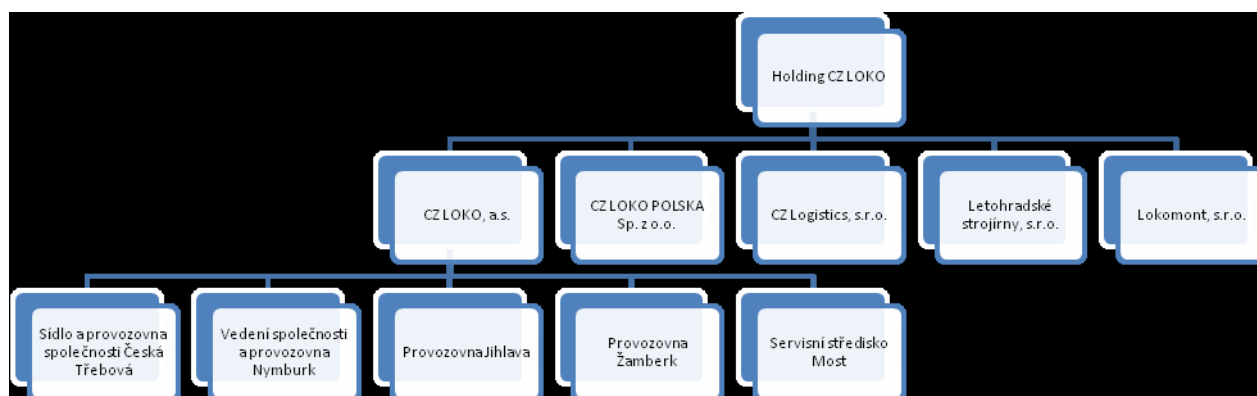 Holding CZ LOKO
CZ LOKO, a.s.
CZ LOKO POLSKA
Sp. z o.o.
CZ Logistics, s.r.o.
Letohradské
strojírny, s.r.o.
Lokomont, s.r.o.
Sídlo a provozovna
společnosti Česká
Třebová
Vedení společnosti
a provozovna
Nymburk
Provozovna Jihlava
Provozovna
Žamberk
Servisní středisko
Most